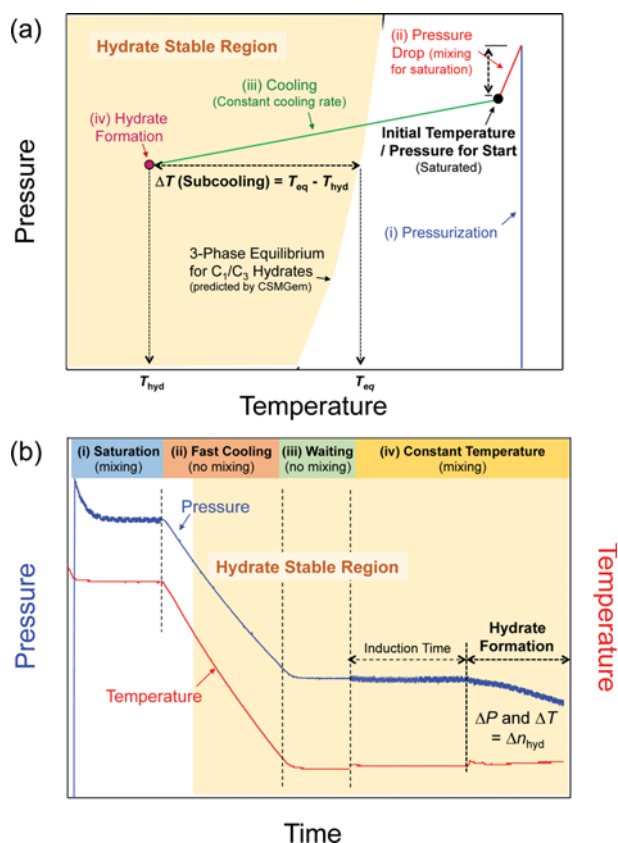 (a)
Hydrate Stable Region
(ii) Pressure
Drop (mixing
for saturation)
(iii) Cooling
(Constant cooling rate)
(iv) Hydrate
Formation
Initial Temperature
/ Pressure for Start
(Saturated)
ΔT (Subcooling) = Teq - Thyd
(i) Pressurization
3-Phase Equilibrium
for C1/C3 Hydrates
(predicted by CSMGem)
Pressure
Thyd
Teq
Temperature
(b)
(i) Saturation
(mixing)
(ii) Fast Cooling
(no mixing)
(iii) Waiting
(no mixing)
(iv) Constant Temperature
(mixing)
Pressure
Hydrate Stable Region
Hydrate
Formation
Induction Time
Temperature
ΔP and ΔT
= Δnhyd
Pressure
Temperature
Time